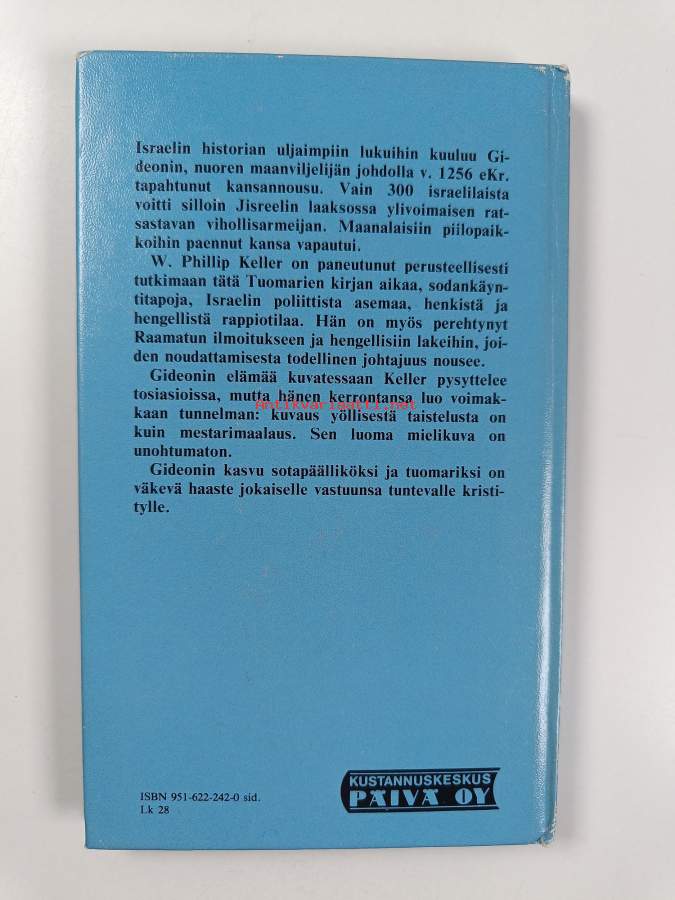 Israelin historian uljaimpiin lukuihin kuuluu Gi-
deonin, nuoren maanviljelijän johdolla v. 1256 eKr.
tapahtunut kansannousu. Vain 300 israelilaista
voitti silloin Jisreelin laaksossa ylivoimaisen rat-
sastavan vihollisarmeijan. Maanalaisiin piilopaik-
koihin paennut kansa vapautui.
W. Phillip Keller on paneutunut perusteellisesti
tutkimaan tätä Tuomarien kirjan aikaa, sodankäyn-
titapoja, Israelin poliittista asemaa, henkistä ja
hengellistä rappiotilaa. Hän on myös perehtynyt
Raamatun ilmoitukseen ja hengellisiin lakeihin, joi-
den noudattamisesta todellinen johtajuus nousee.
Gideonin elämää kuvatessaan Keller pysyttelee
tosiasioissa, mutta hänen kerrontansa luo voimak-
Antikvariaatti.net
kaan tunnelman: kuvaus yöllisestä taistelusta on
kuin mestarimaalaus. Sen luoma mielikuva on
unohtumaton.
Gideonin kasvu sotapäälliköksi ja tuomariksi on
väkevä haaste jokaiselle vastuunsa tuntevalle kristi-
tylle.
ISBN 951-622-242-0 sid.
Lk 28
KUSTANNUSKESKUS
PÄIVÄ OY